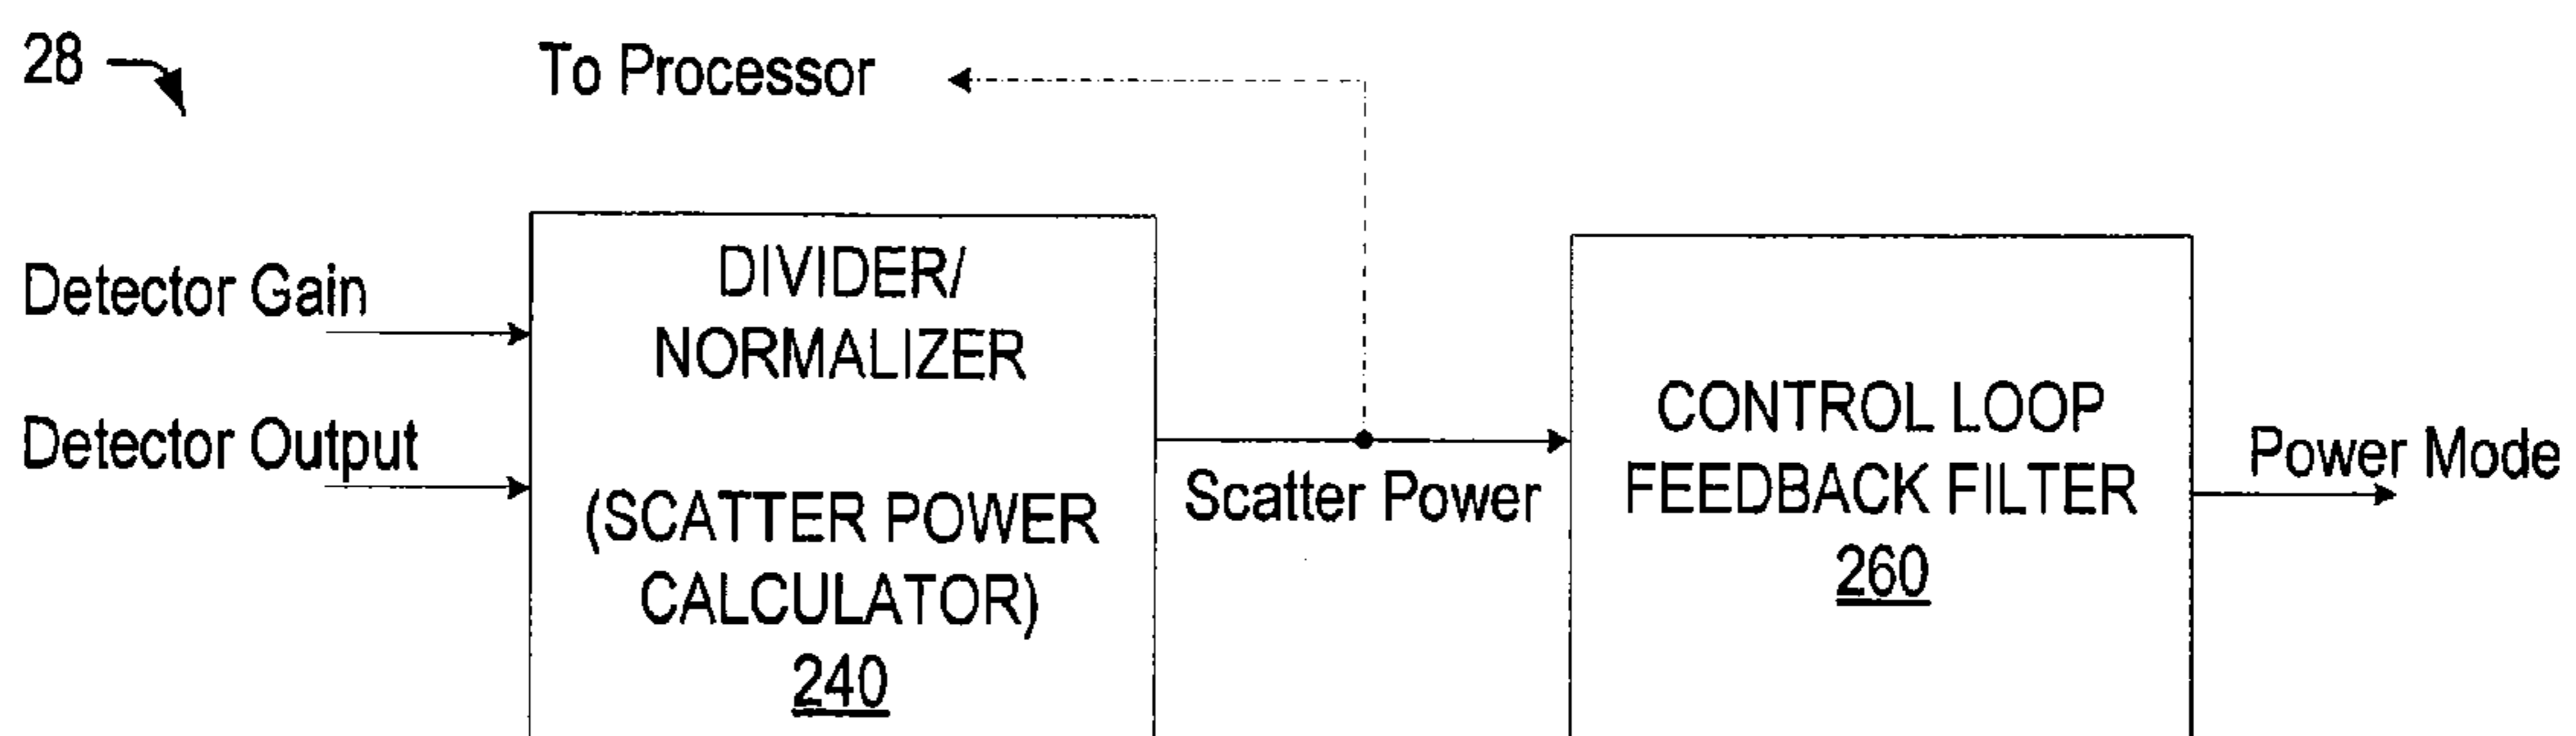 28
To Processor
Detector Gain
Detector Output
DIVIDER/
NORMALIZER
(SCATTER POWER
CALCULATOR)
240
Scatter Power
CONTROL LOOP
FEEDBACK FILTER
260
Power Mode